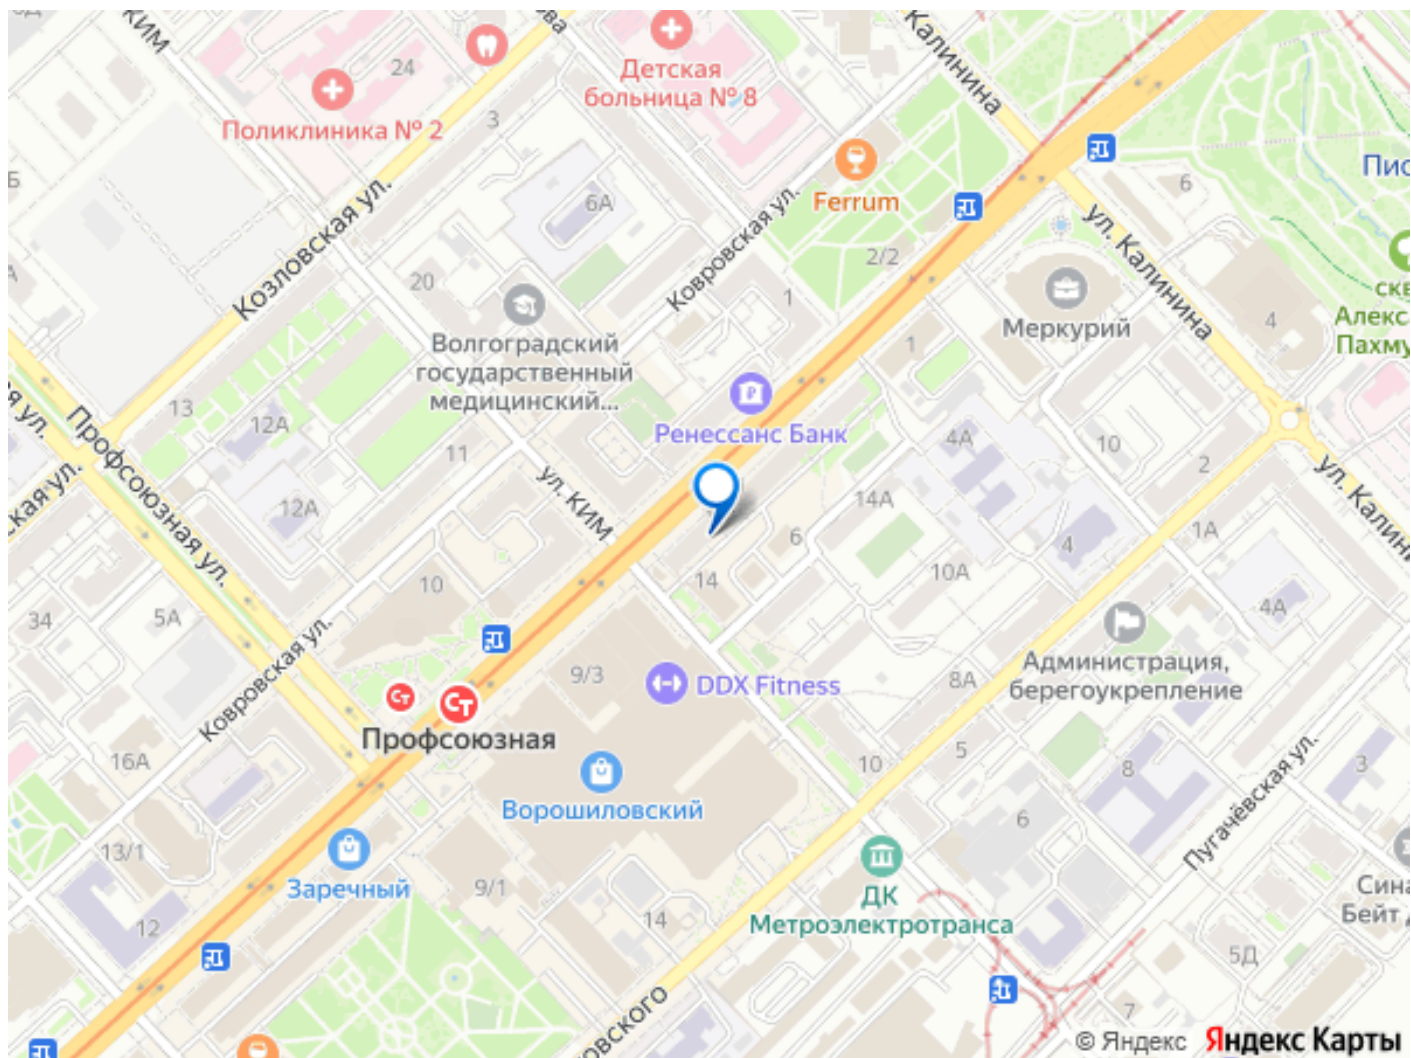 КИМ
24
Поликлиника № 2
3
Детская
больница № 8
ул. Калинина
Ferrum
6А
Козловская ул.
Ковровская ул.
2/2
6
ул. Калинина
Меркурий
4
20
1
1
Волгоградский
государственный
медицинский...
Ренессанс Банк
13
12А
11
12А
Профсоюзная ул.
ул. КИМ
4А
10
2
14А
6
14
10А
4
1А
ул. Калинина
4А
34
5А
10
Ковровская ул.
9/3
DDX Fitness
Администрация,
берегоукрепление
8А
Профсоюзная
16А
5
10
8
3
Ворошиловский
6
Пугачёвская ул.
13/1
Заречный
9/1
14
12
ДК
Метроэлектротранса
5Д
7
© Яндекс Яндекс Карты